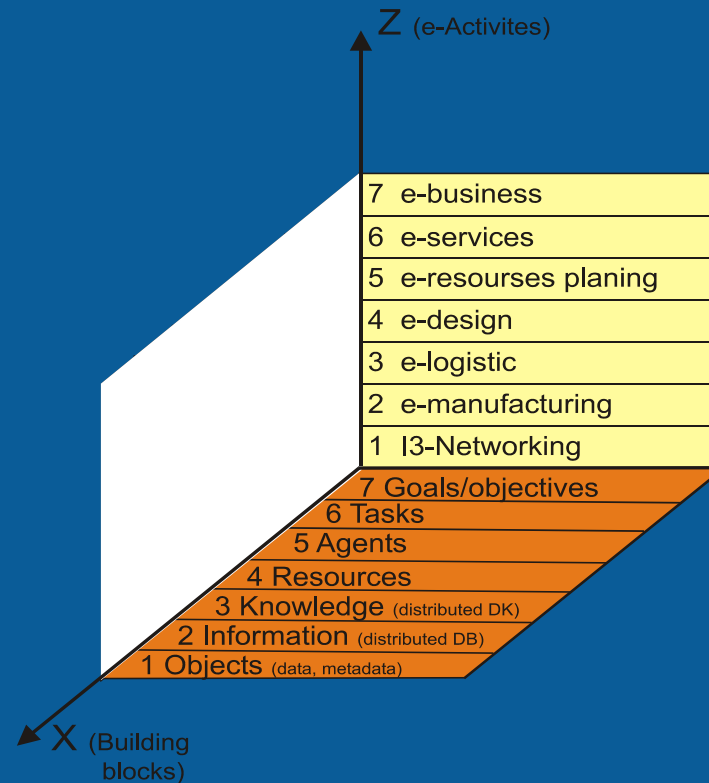 Z (e-Activites)
7 e-business
6 e-services
5 e-resourses planing
4 e-design
3 e-logistic
2 e-manufacturing
1 I3-Networking
7 Goals/objectives
6 Tasks
5 Agents
4 Resources
3 Knowledge (distributed DK)
2 Information (distributed DB)
1 Objects (data, metadata)
X (Building
blocks)